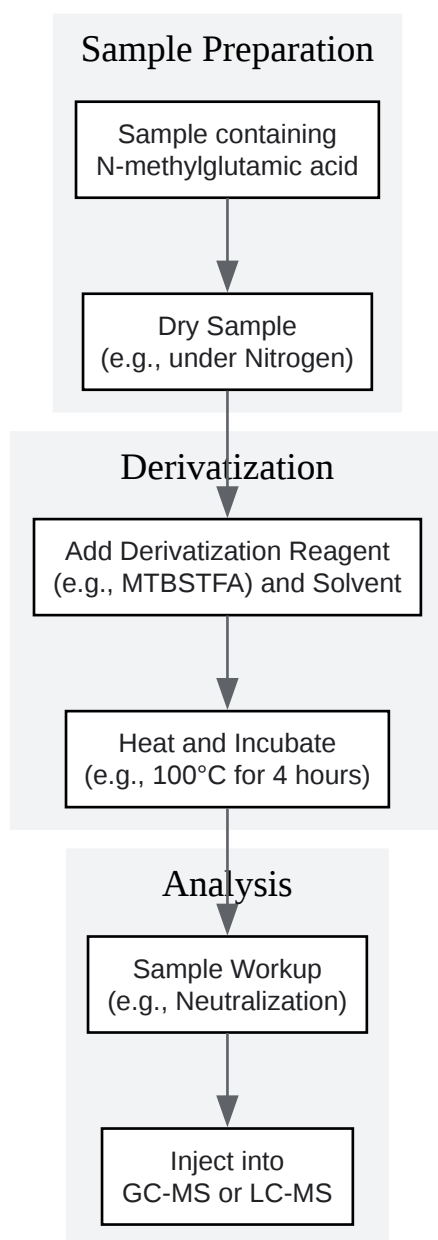 Sample Preparation
Sample containing
N-methylglutamic acid
Dry Sample
(e.g., under Nitrogen)
Derivatization
Add Derivatization Reagent
(e.g., MTBSTFA) and Solvent
Heat and Incubate
(e.g., 100°C for 4 hours)
Analysis
Sample Workup
(e.g., Neutralization)
Inject into
GC-MS or LC-MS